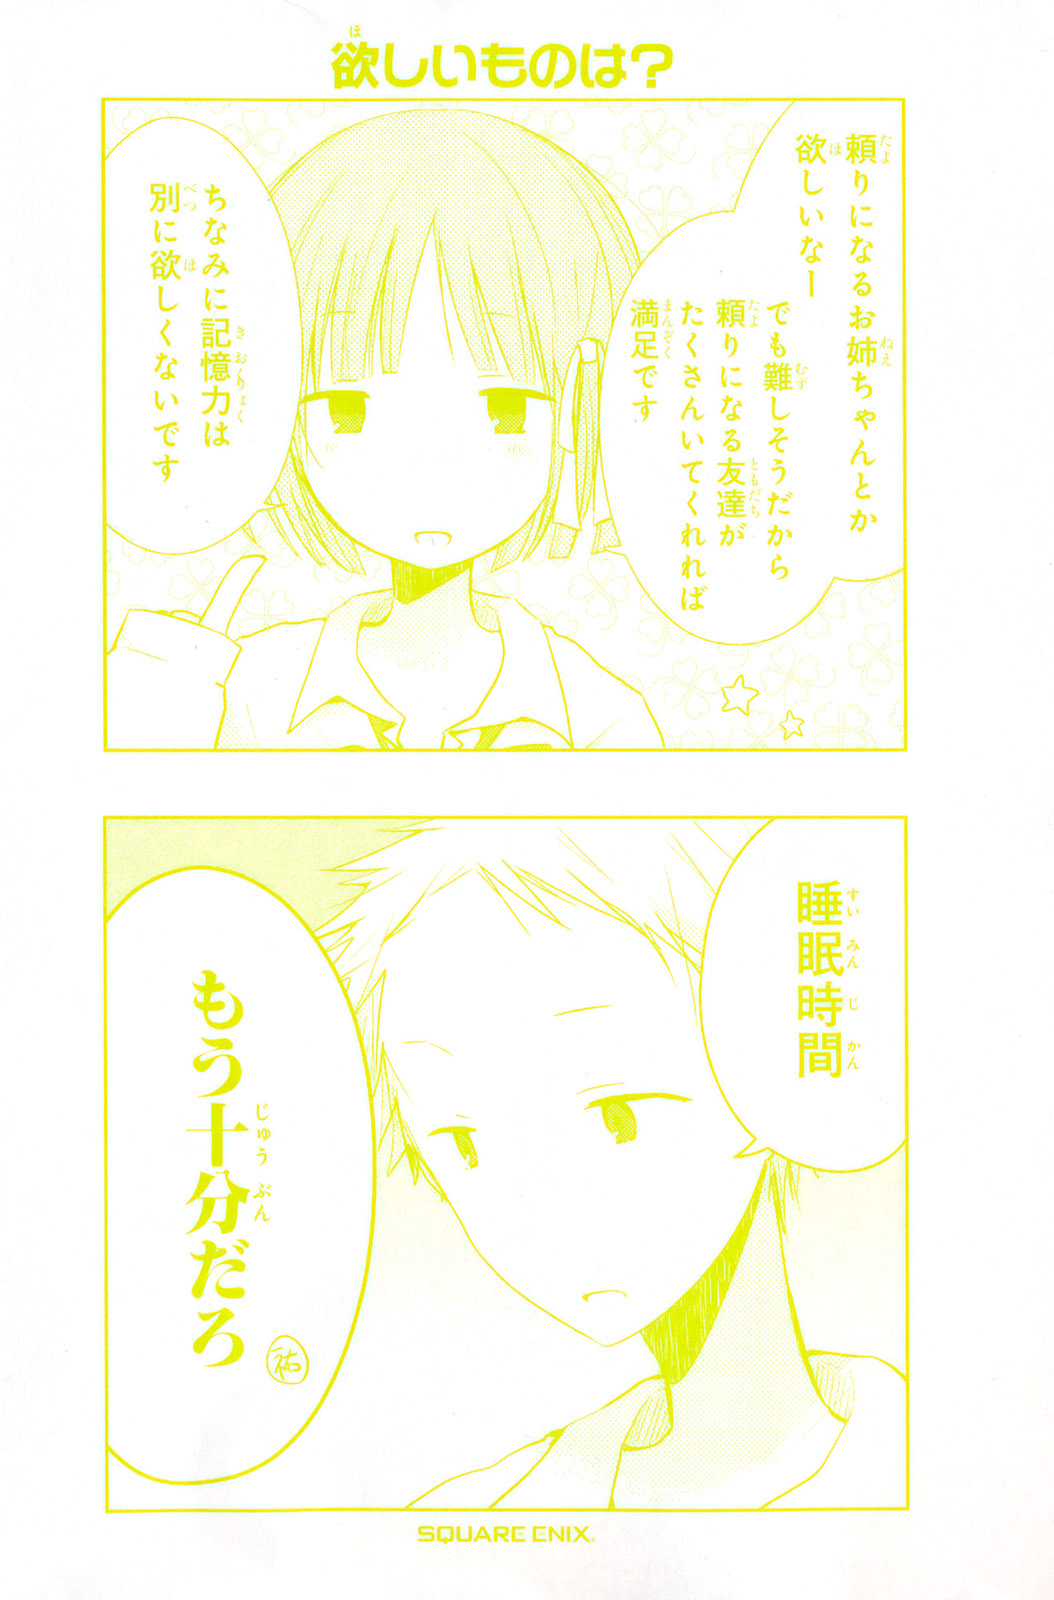 欲しいものは?
頼りになるお姉ちゃんとか
欲しいなー
でも難しそうだから
頼りになる友達が
たくさんいてくれれば
満足です
ちなみに記憶力は
別に欲しくないです
睡眠時間
もう十分だろ
祐
SQUARE ENIX.